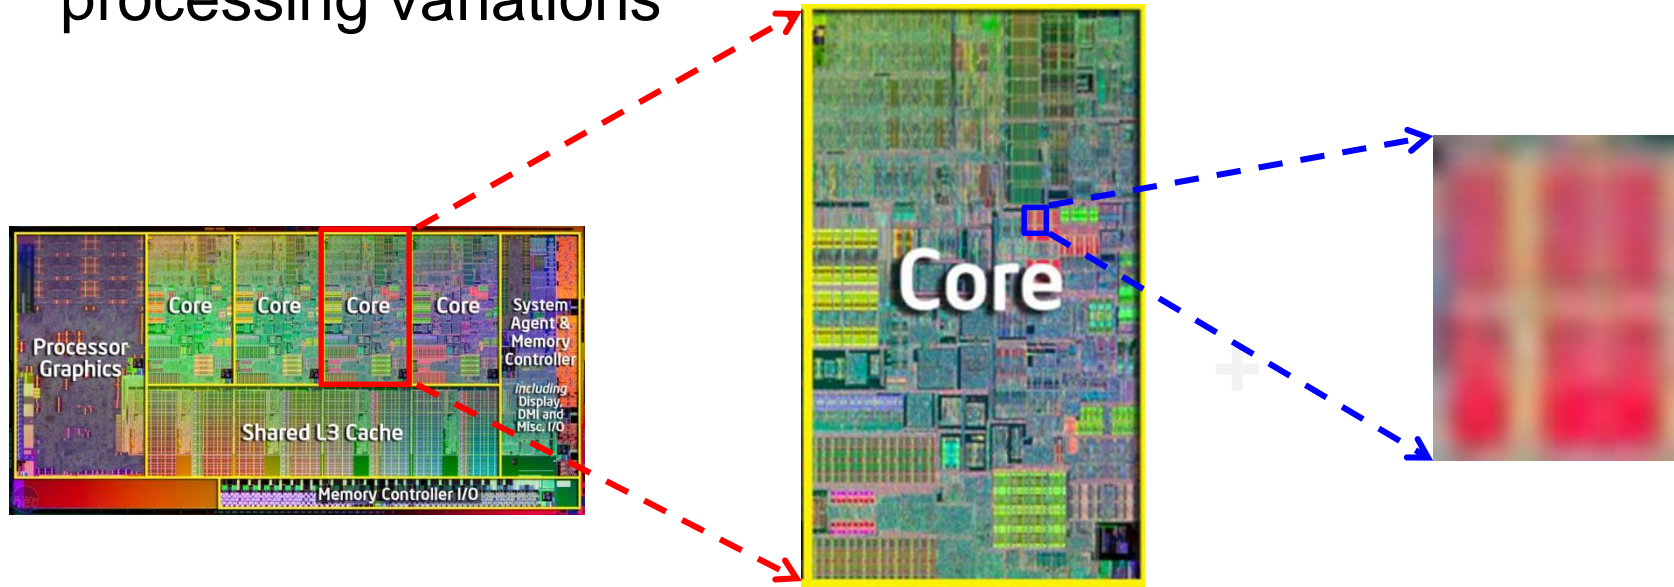 processing variations
Processor
Graphics
Core
Core
Core
Core
System
Agent &
Memory
Controller
including
Display,
DMI and
Misc. I/O
Shared L3 Cache
Memory Controller I/O
Core